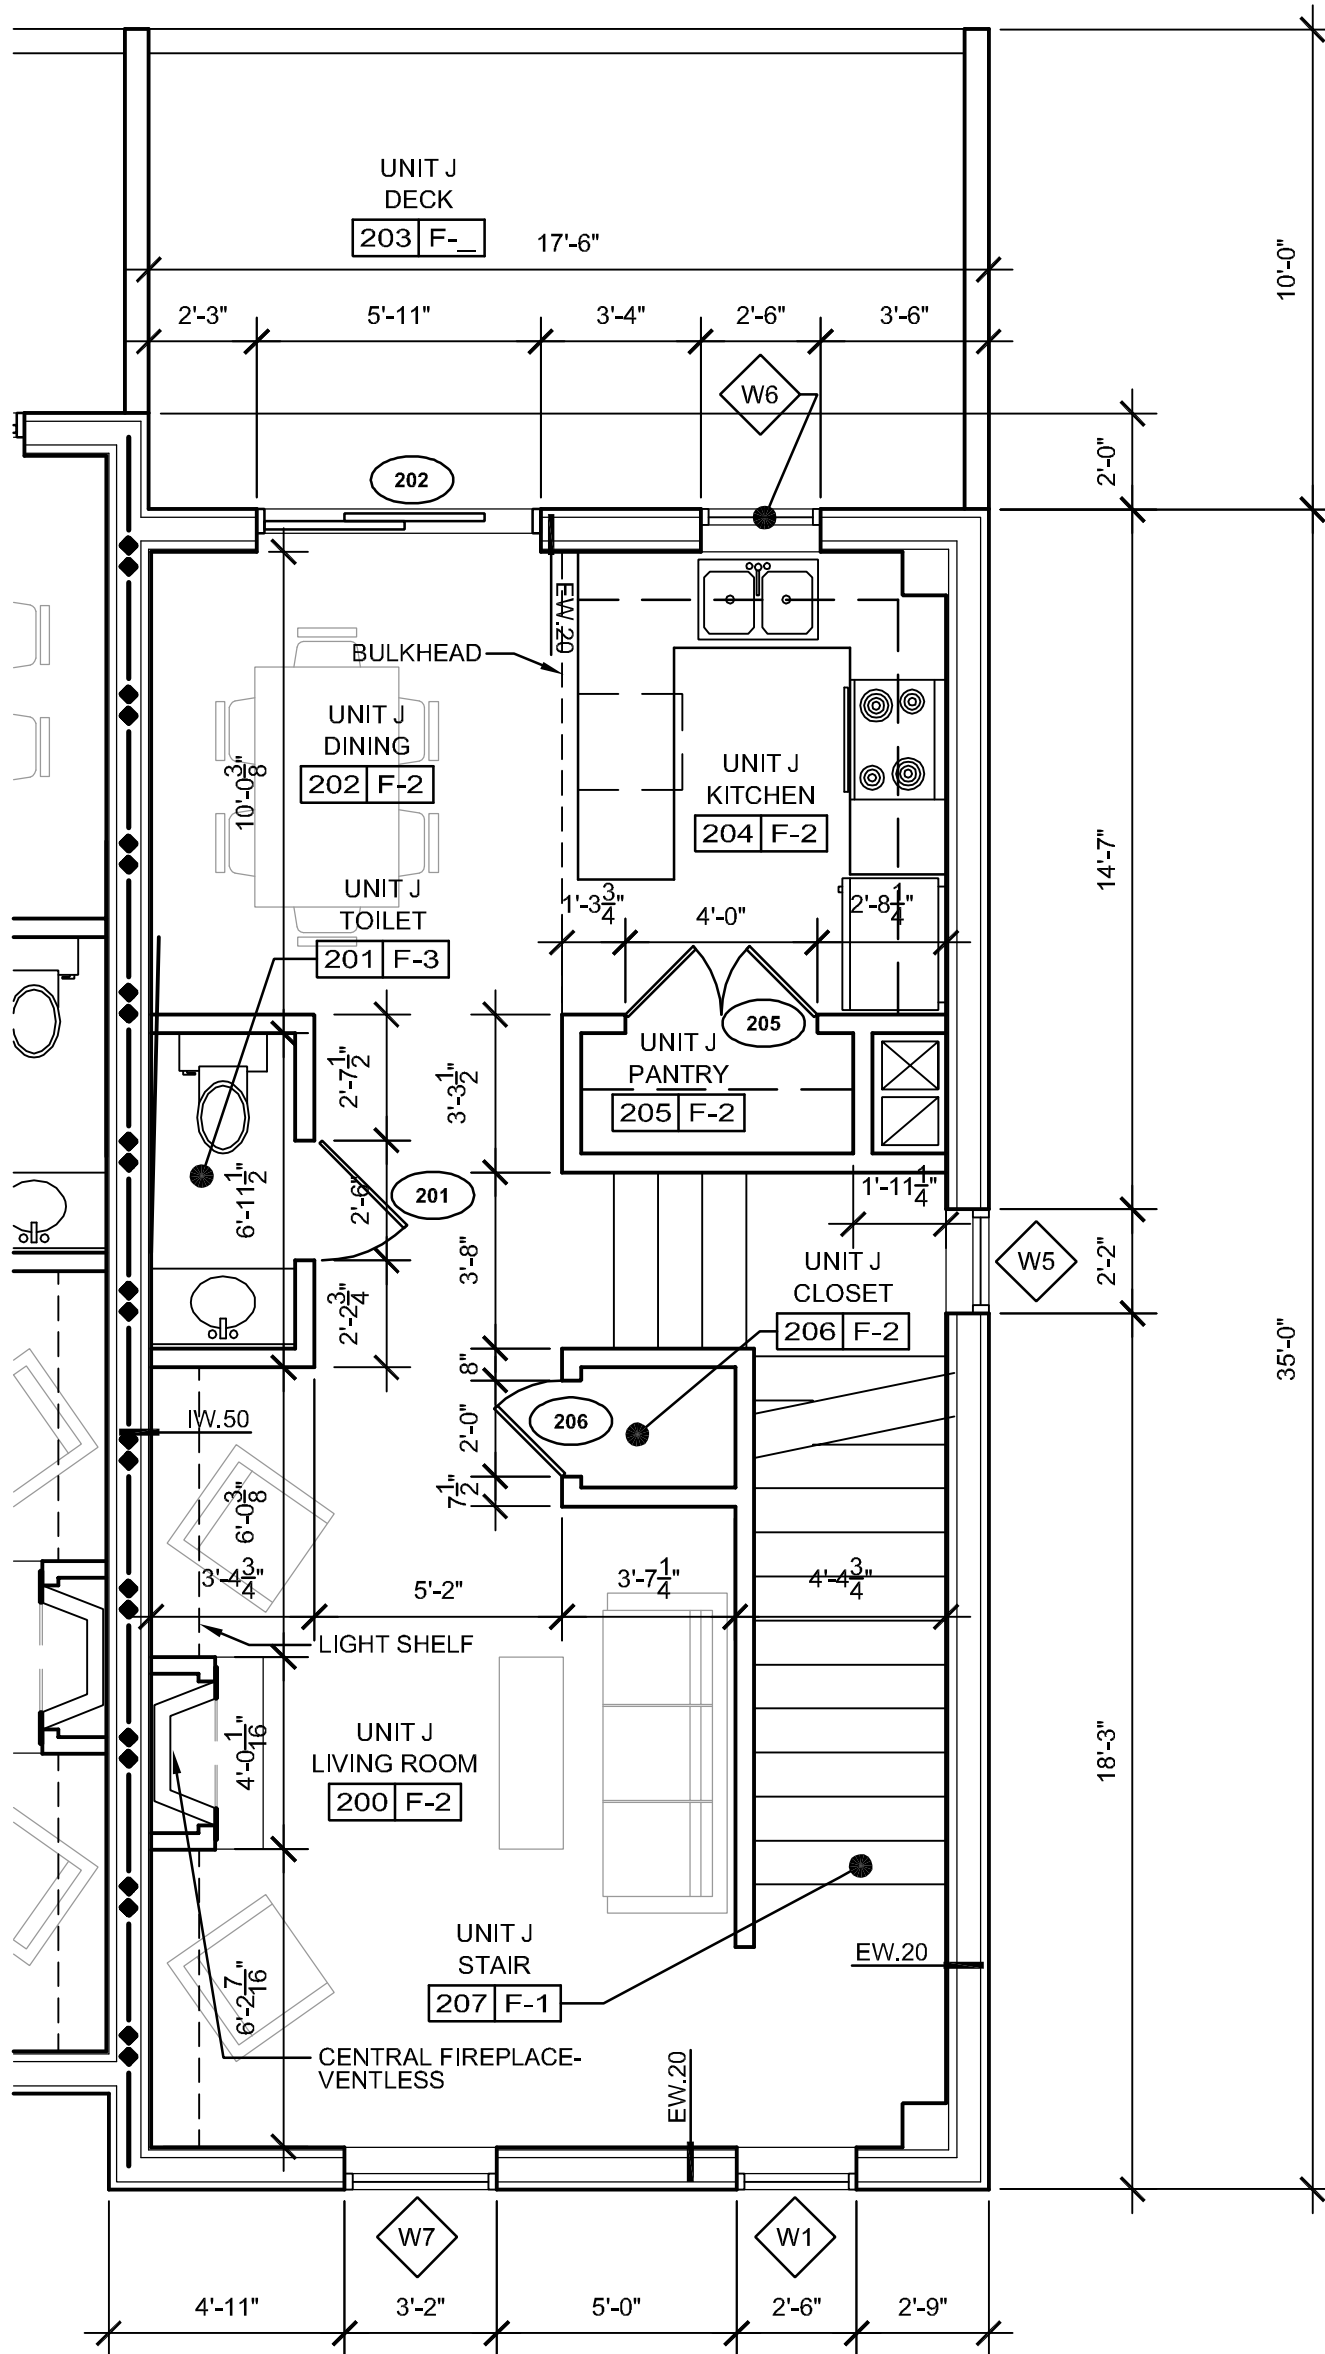 UNIT J
DECK
203 F-_
17'-6"
10'-0"
2'-3"
5'-11"
3'-4"
2'-6"
3'-6"
W6
2'-0"
202
EW.20
BULKHEAD
UNIT J
DINING
202 F-2
10'-0 3/8"
UNIT J
KITCHEN
204 F-2
14'-7"
UNIT J
TOILET
201 F-3
1'-3 3/4"
4'-0"
2'-8 1/4"
205
UNIT J
PANTRY
205 F-2
2'-7 1/2"
3'-3 1/2"
6'-11 1/2"
2'-6"
201
1'-11 1/4"
3'-8"
UNIT J
CLOSET
206 F-2
W5
2'-2"
2'-2 3/4"
35'-0"
8"
IW.50
206
2'-0"
7 1/2"
6'-0 3/8"
3'-4 3/4"
5'-2"
3'-7 1/4"
4'-4 3/4"
LIGHT SHELF
UNIT J
LIVING ROOM
200 F-2
4'-0 1/16"
18'-3"
UNIT J
STAIR
207 F-1
EW.20
6'-2 7/16"
CENTRAL FIREPLACE-
VENTLESS
EW.20
W7
W1
4'-11"
3'-2"
5'-0"
2'-6"
2'-9"